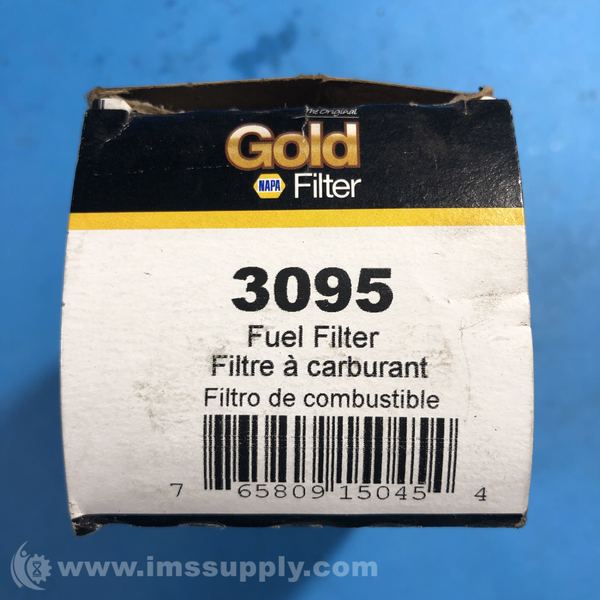 The Original
Gold
NAPA Filter
3095
Fuel Filter
Filtre à carburant
Filtro de combustible
7 65809 15045 4
www.imssupply.com